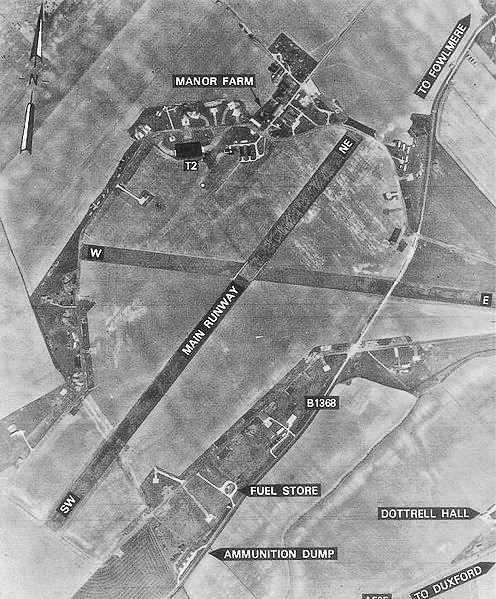 N
TO FOWLMERE
MANOR FARM
T2
NE
W
E
MAIN RUNWAY
B1368
SW
FUEL STORE
DOTTRELL HALL
AMMUNITION DUMP
TO DUXFORD